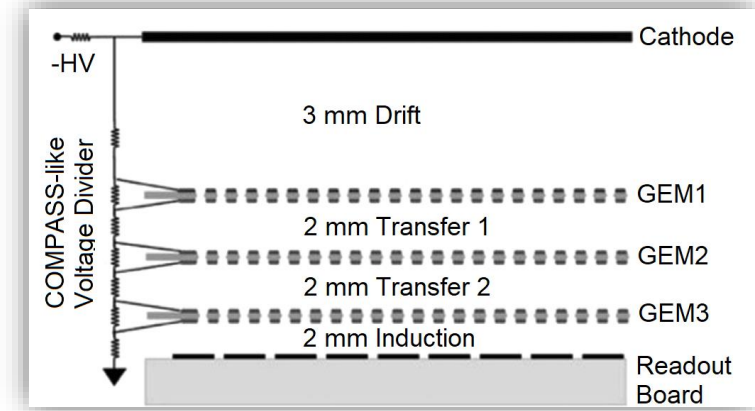 Cathode
-HV
3 mm Drift
COMPASS-like
Voltage Divider
GEM1
2 mm Transfer 1
GEM2
2 mm Transfer 2
GEM3
2 mm Induction
Readout
Board